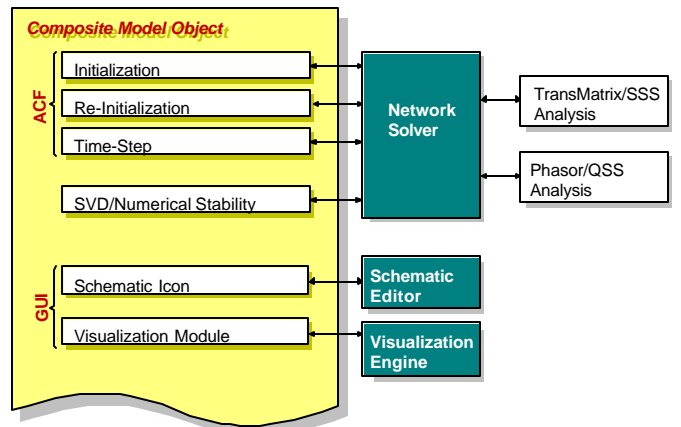 Composite Model Object
ACF
Initialization
Re-Initialization
Time-Step
SVD/Numerical Stability
GUI
Schematic Icon
Visualization Module
Network
Solver
Schematic
Editor
Visualization
Engine
TransMatrix/SSS
Analysis
Phasor/QSS
Analysis